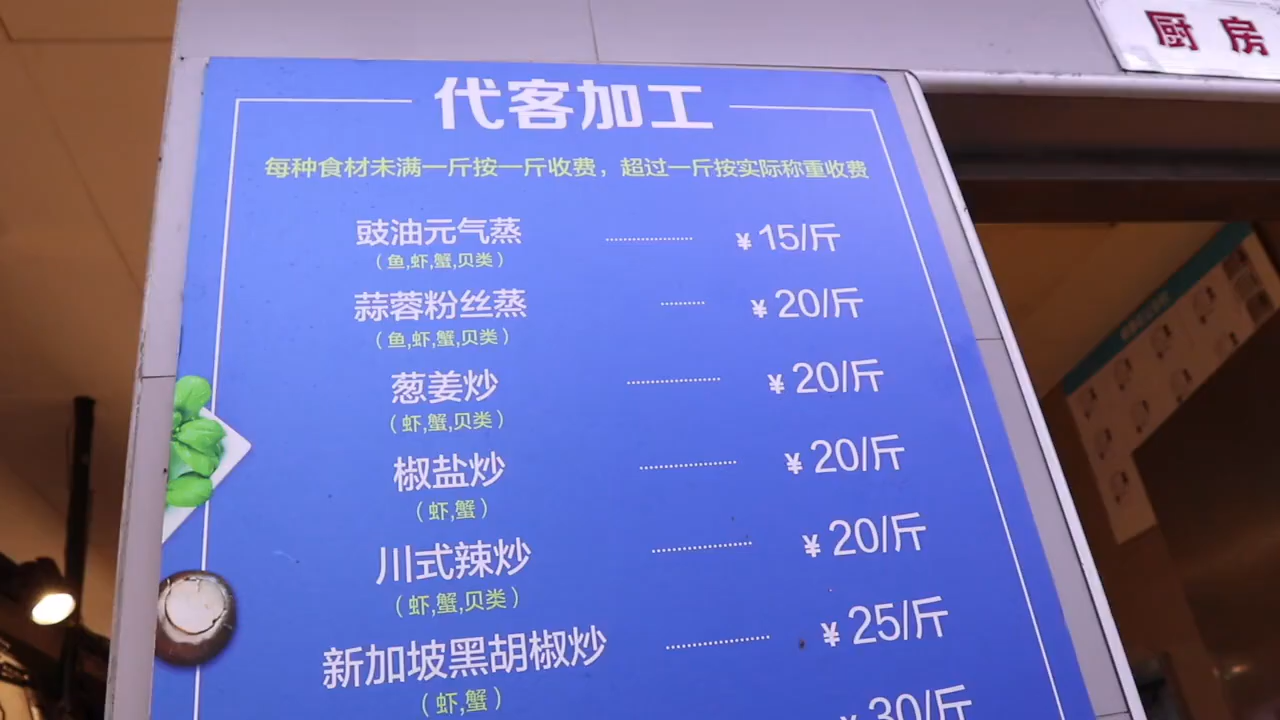 厨房
代客加工
每种食材未满一斤按一斤收费，超过一斤按实际称重收费
豉油元气蒸 ¥15/斤
（鱼,虾,蟹,贝类）
蒜蓉粉丝蒸 ¥20/斤
（鱼,虾,蟹,贝类）
葱姜炒 ¥20/斤
（虾,蟹,贝类）
椒盐炒 ¥20/斤
（虾,蟹）
川式辣炒 ¥20/斤
（虾,蟹,贝类）
新加坡黑胡椒炒 ¥25/斤
（虾,蟹）
¥30/斤